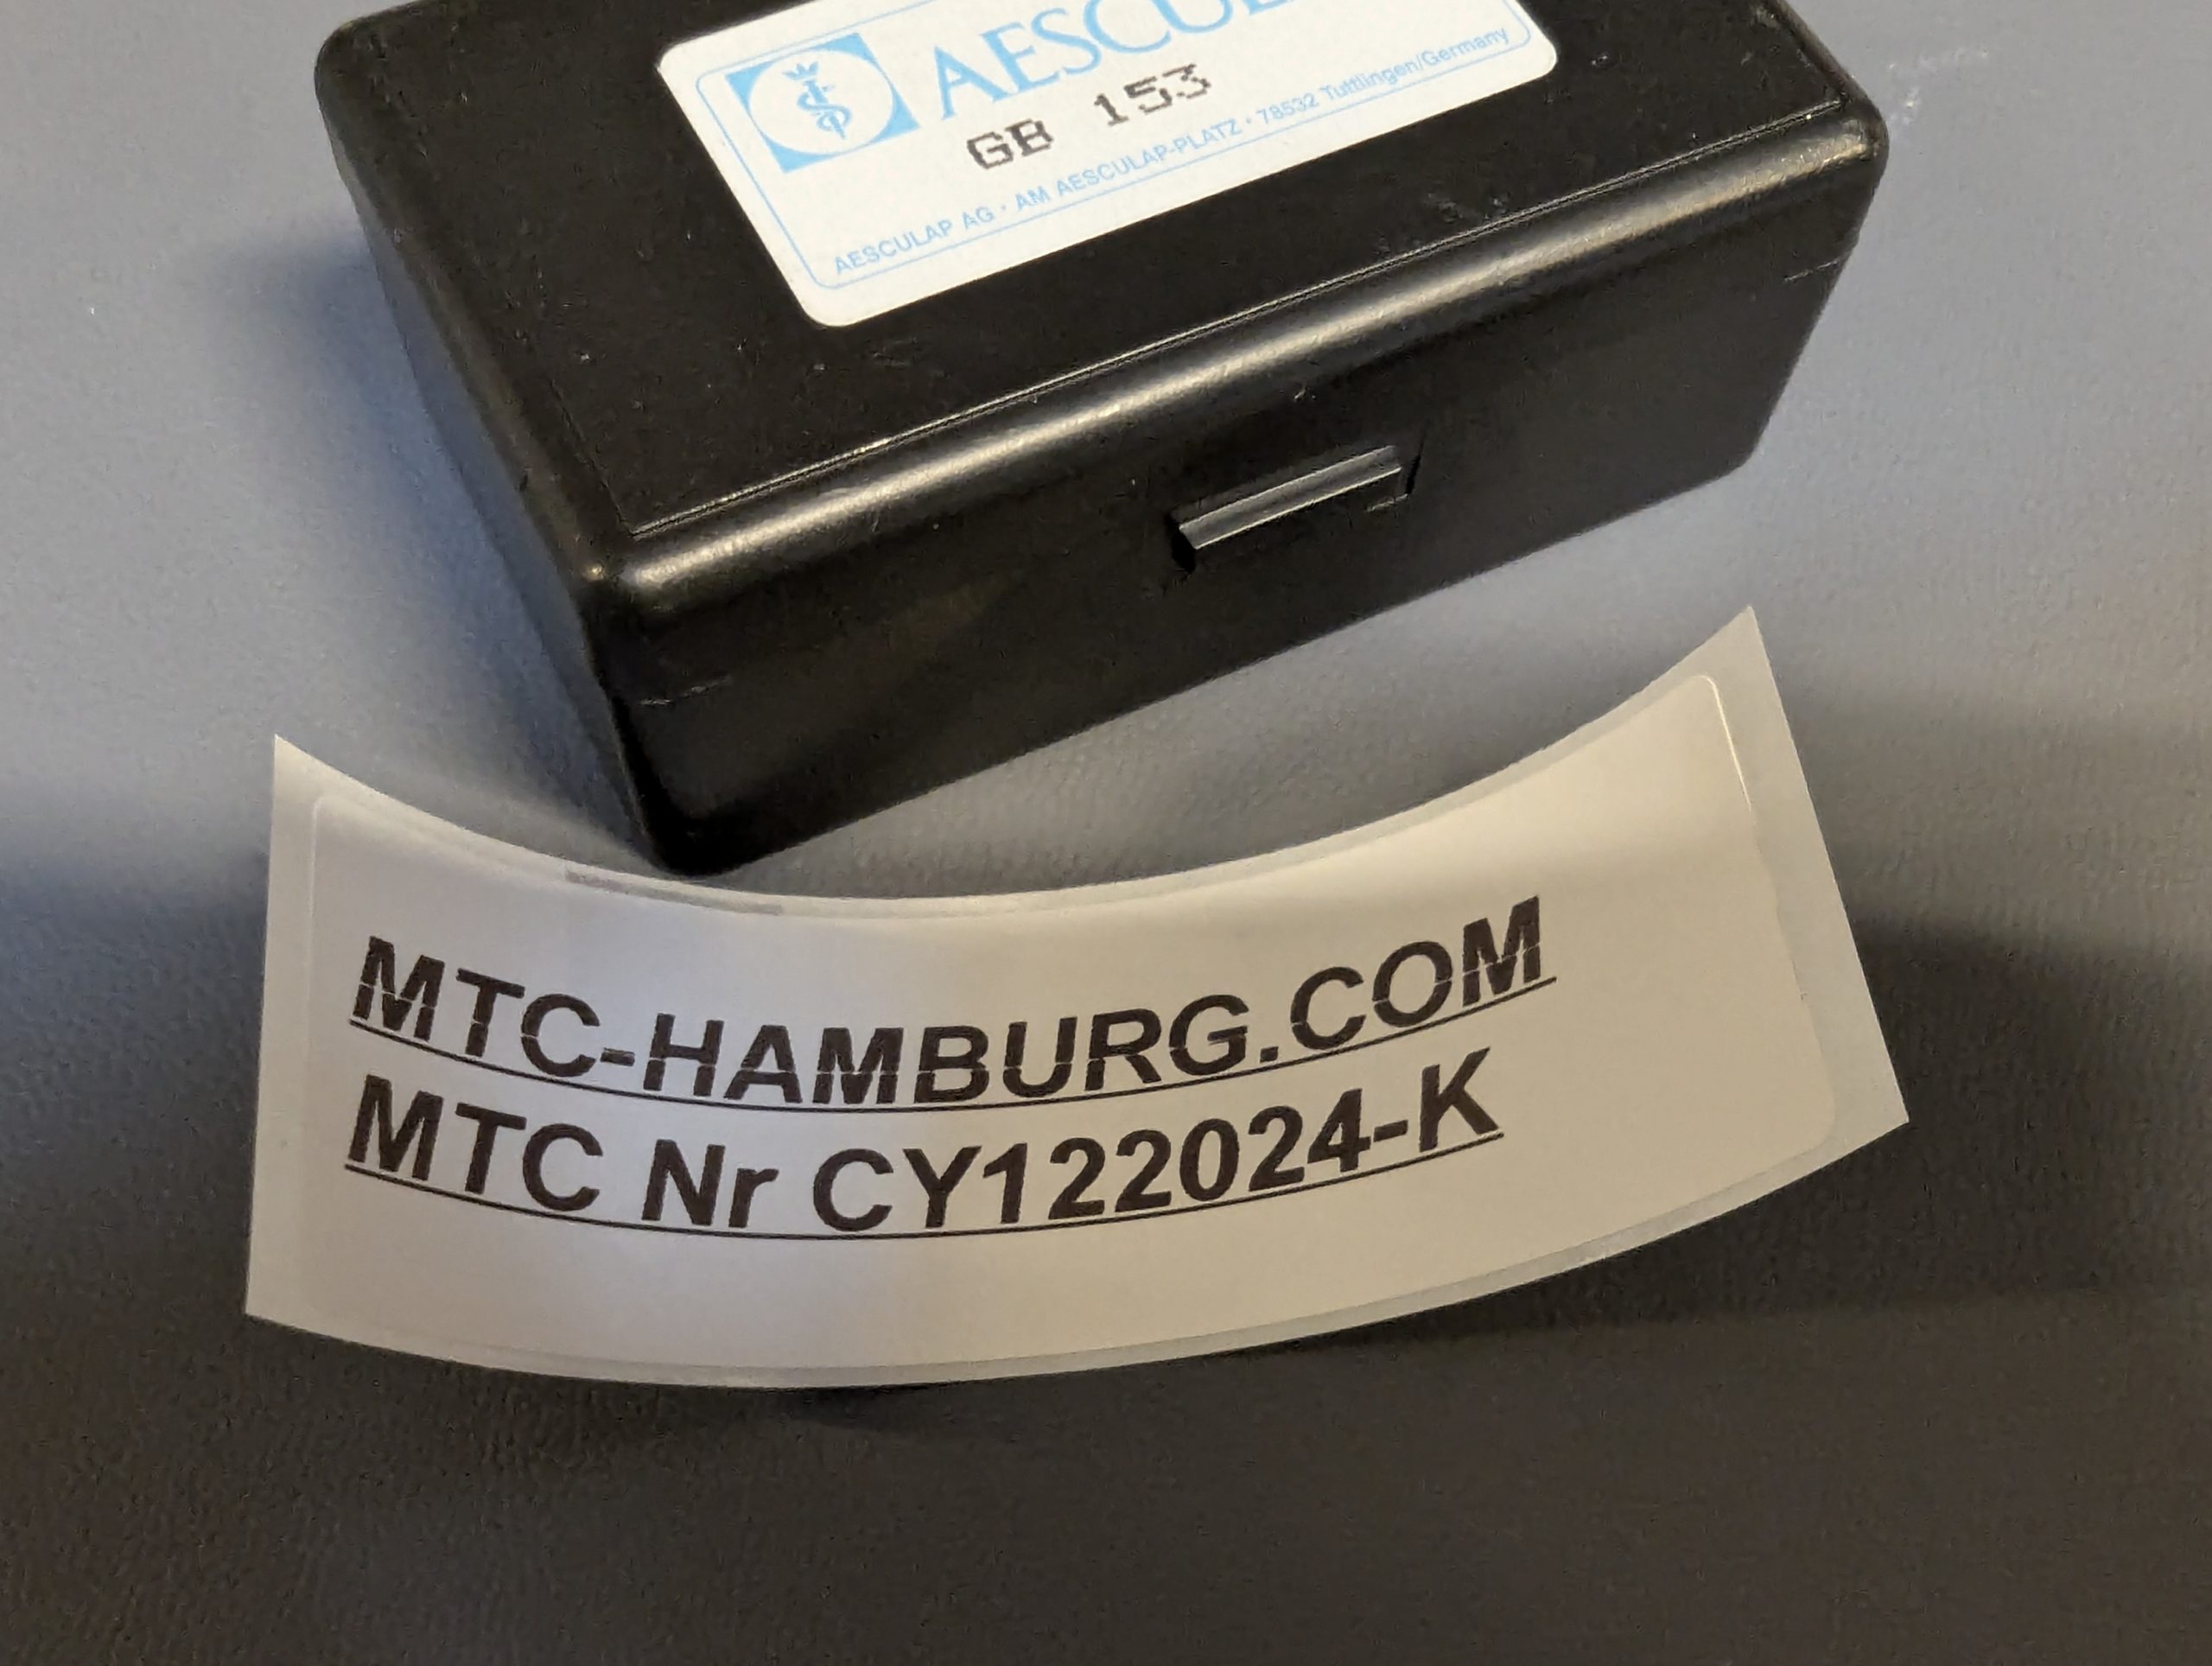 AESCUL
GB 153
AESCULAP AG · AM AESCULAP-PLATZ · 78532 Tuttlingen/Germany
MTC-HAMBURG.COM
MTC Nr CY122024-K